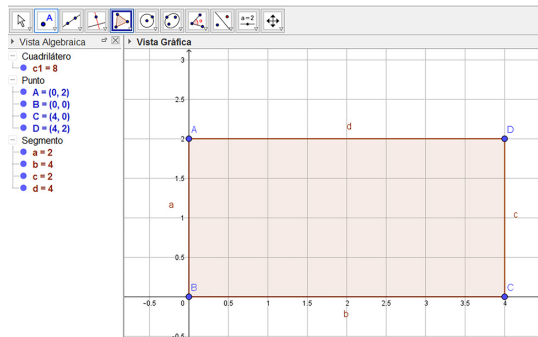 A
a=2
Vista Algebraica
Vista Gráfica
Cuadrilátero
c1 = 8
Punto
A = (0, 2)
B = (0, 0)
C = (4, 0)
D = (4, 2)
Segmento
a = 2
b = 4
c = 2
d = 4
3
2.5
A
d
D
2
1.5
a
c
1
0.5
B
C
-0.5
0
0.5
1
1.5
2
2.5
3
3.5
4
b
-0.5